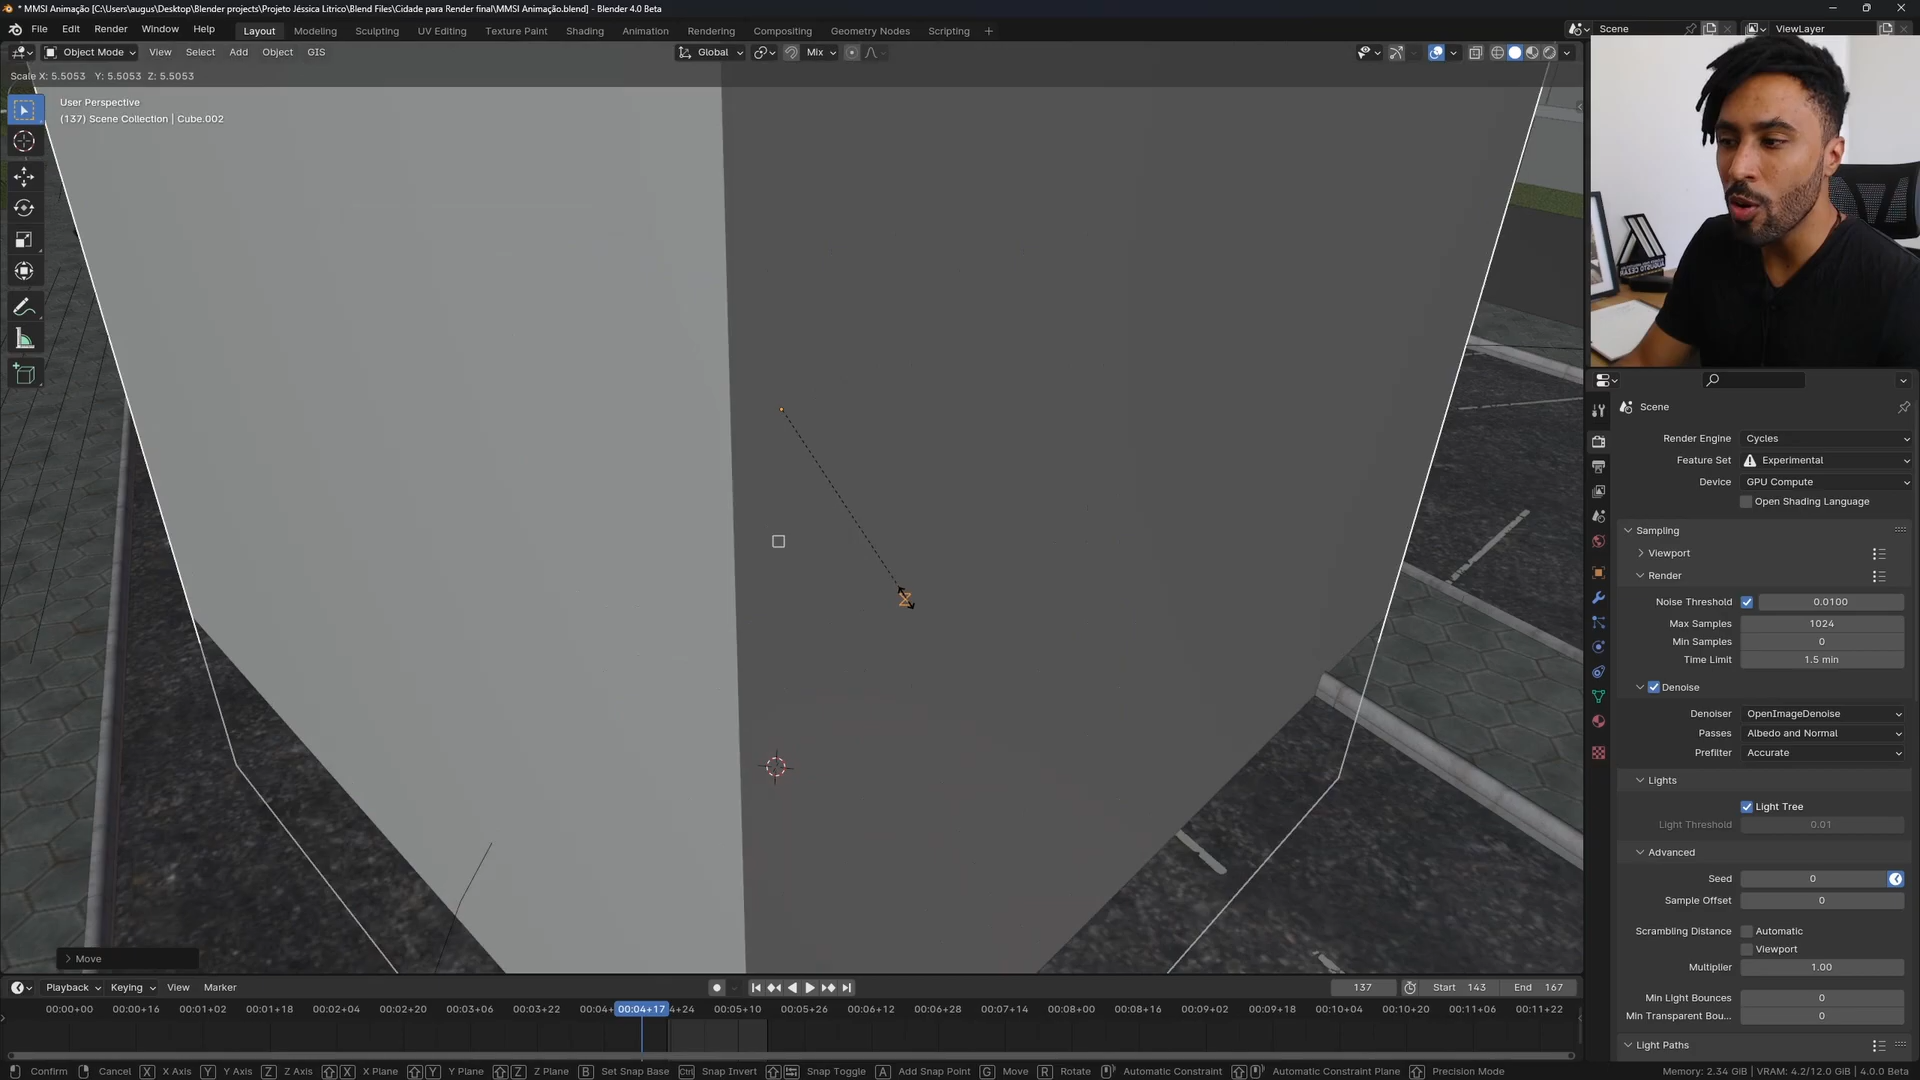 * MMSI Animação [C:\Users\augus\Desktop\Blender projects\Projeto Jéssica Litrico\Blend Files\Cidade para Render final\MMSI Animação.blend] - Blender 4.0 Beta
File Edit Render Window Help Layout Modeling Sculpting UV Editing Texture Paint Shading Animation Rendering Compositing Geometry Nodes Scripting + Scene ViewLayer
Object Mode View Select Add Object GIS Global Mix
Scale X: 5.5053 Y: 5.5053 Z: 5.5053
User Perspective
(137) Scene Collection | Cube.002
Scene
Render Engine Cycles
Feature Set Experimental
Device GPU Compute
Open Shading Language
Sampling
Viewport
Render
Noise Threshold 0.0100
Max Samples 1024
Min Samples 0
Time Limit 1.5 min
Denoise
Denoiser OpenImageDenoise
Passes Albedo and Normal
Prefilter Accurate
Lights
Light Tree
Light Threshold 0.01
Advanced
Seed 0
Sample Offset 0
Scrambling Distance Automatic
Viewport
Multiplier 1.00
Min Light Bounces 0
Min Transparent Bou... 0
Light Paths
Move
Playback Keying View Marker 137 Start 143 End 167
00:00+00 00:00+16 00:01+02 00:01+18 00:02+04 00:02+20 00:03+06 00:03+22 00:04+ 00:04+17 4+24 00:05+10 00:05+26 00:06+12 00:06+28 00:07+14 00:08+00 00:08+16 00:09+02 00:09+18 00:10+04 00:10+20 00:11+06 00:11+22
Confirm Cancel X X Axis Y Y Axis Z Z Axis X X Plane Y Y Plane Z Z Plane B Set Snap Base Ctrl Snap Invert Snap Toggle A Add Snap Point G Move R Rotate Automatic Constraint Automatic Constraint Plane Precision Mode Memory: 2.34 GiB | VRAM: 4.2/12.0 GiB | 4.0.0 Beta